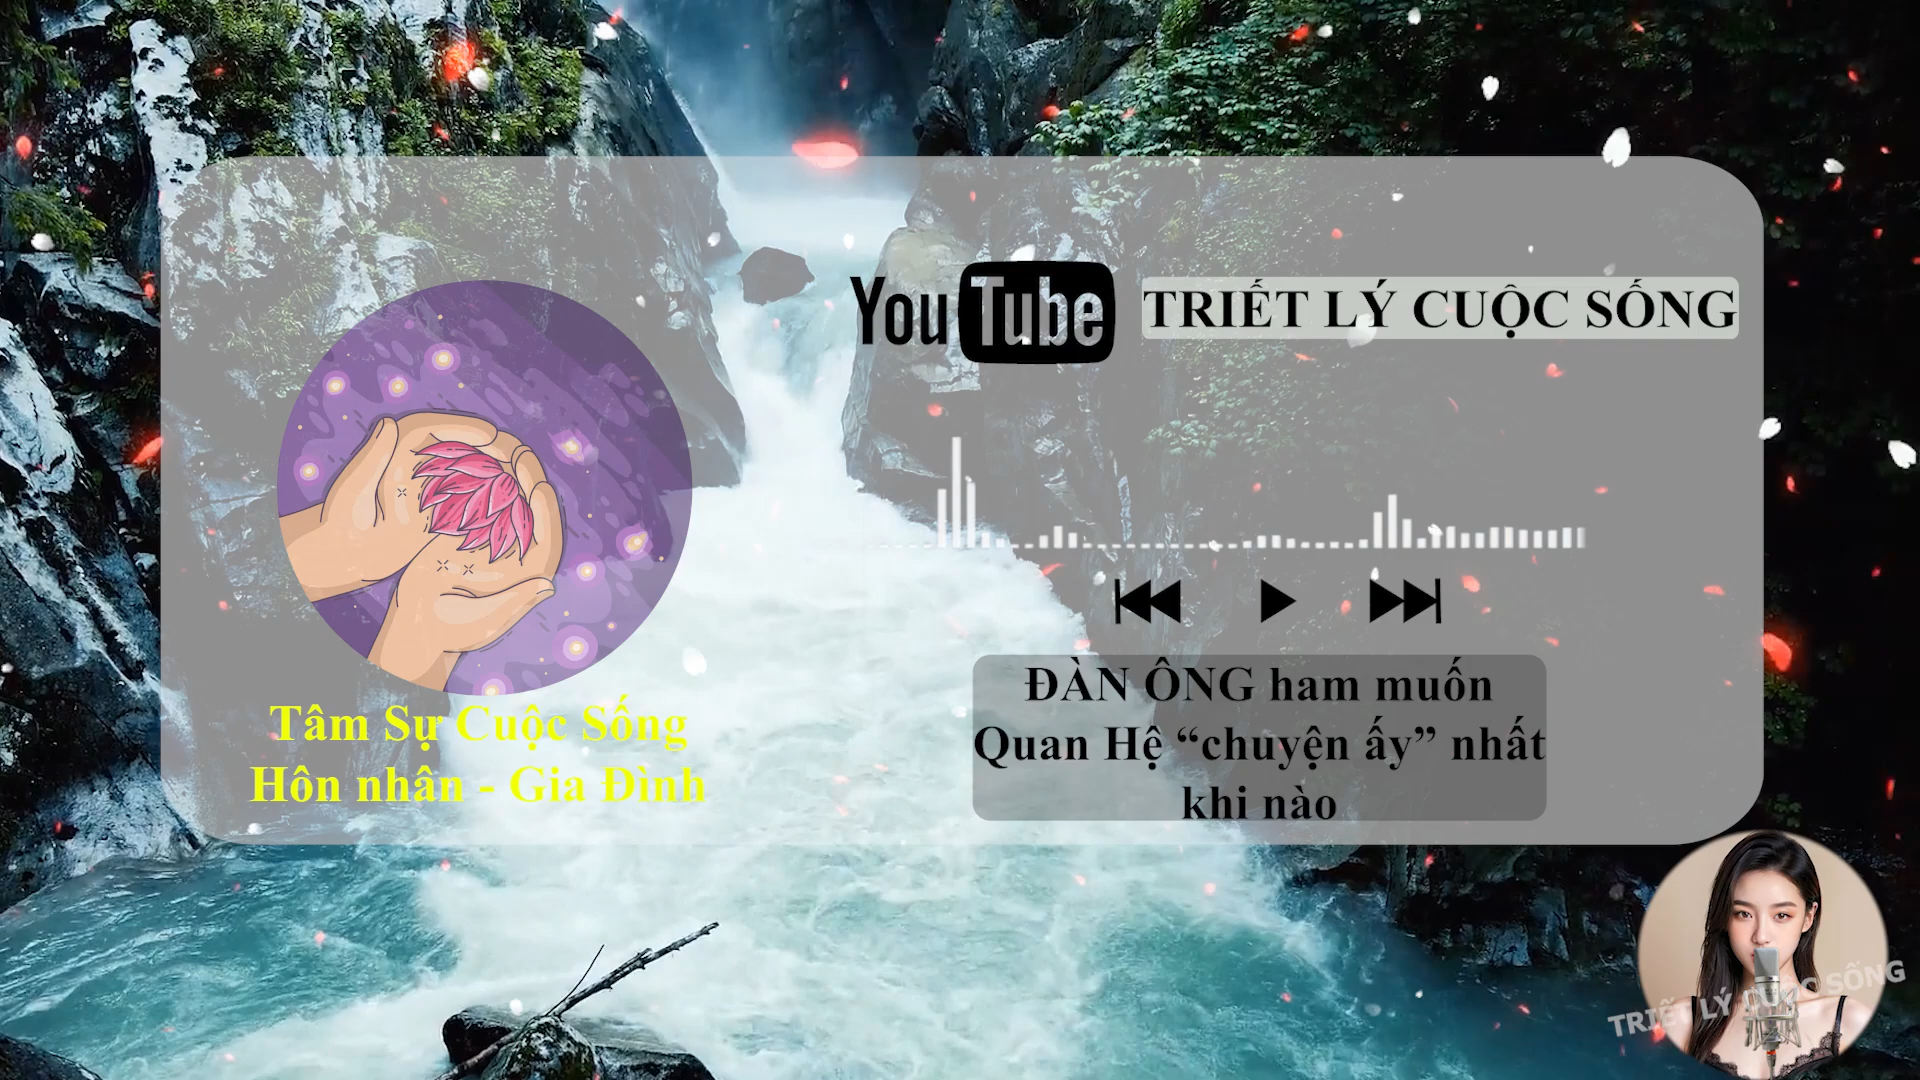 YouTube
TRIẾT LÝ CUỘC SỐNG
Tâm Sự Cuộc Sống
Hôn nhân - Gia Đình
ĐÀN ÔNG ham muốn
Quan Hệ “chuyện ấy” nhất
khi nào
TRIẾT LÝ CUỘC SỐNG